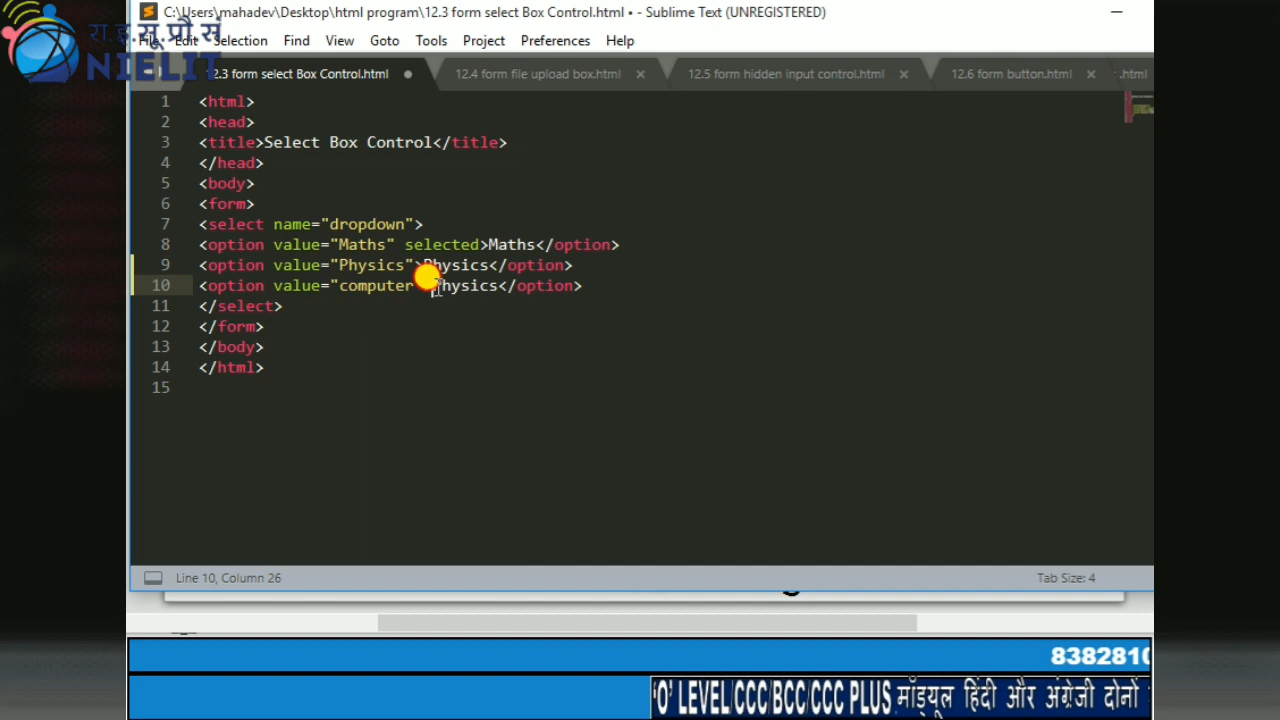 C:\Users\mahadev\Desktop\html program\12.3 form select Box Control.html • - Sublime Text (UNREGISTERED)
रा.इ.सू.प्रौ.सं
NIELIT
File Edit Selection Find View Goto Tools Project Preferences Help
12.3 form select Box Control.html 12.4 form file upload box.html 12.5 form hidden input control.html 12.6 form button.html .html
1 <html>
2 <head>
3 <title>Select Box Control</title>
4 </head>
5 <body>
6 <form>
7 <select name="dropdown">
8 <option value="Maths" selected>Maths</option>
9 <option value="Physics">Physics</option>
10 <option value="computer Physics</option>
11 </select>
12 </form>
13 </body>
14 </html>
15
Line 10, Column 26 Tab Size: 4
838281
'O' LEVEL/CCC/BCC/CCC PLUS मॉड्यूल हिंदी और अंग्रेजी दोनों